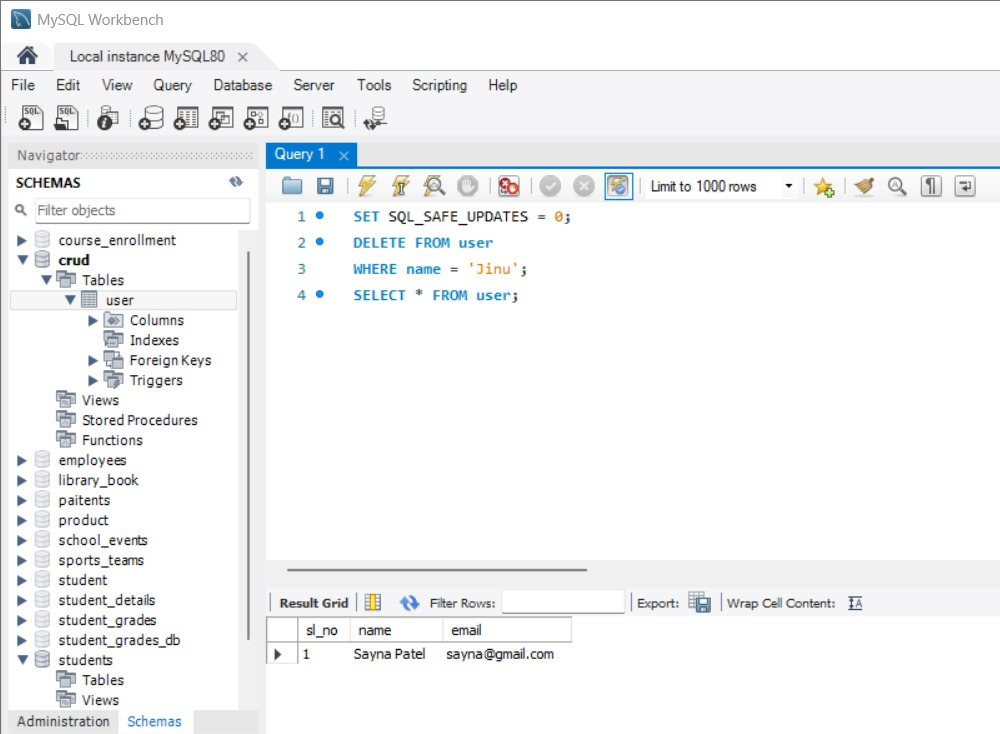 MySQL Workbench
Local instance MySQL80
File Edit View Query Database Server Tools Scripting Help
Navigator
SCHEMAS
Filter objects
course_enrollment
crud
Tables
user
Columns
Indexes
Foreign Keys
Triggers
Views
Stored Procedures
Functions
employees
library_book
paitents
product
school_events
sports_teams
student
student_details
student_grades
student_grades_db
students
Tables
Views
Administration Schemas
Query 1
Limit to 1000 rows
1 SET SQL_SAFE_UPDATES = 0;
2 DELETE FROM user
3 WHERE name = 'Jinu';
4 SELECT * FROM user;
Result Grid Filter Rows: Export: Wrap Cell Content: IA
sl_no name email
1 Sayna Patel sayna@gmail.com